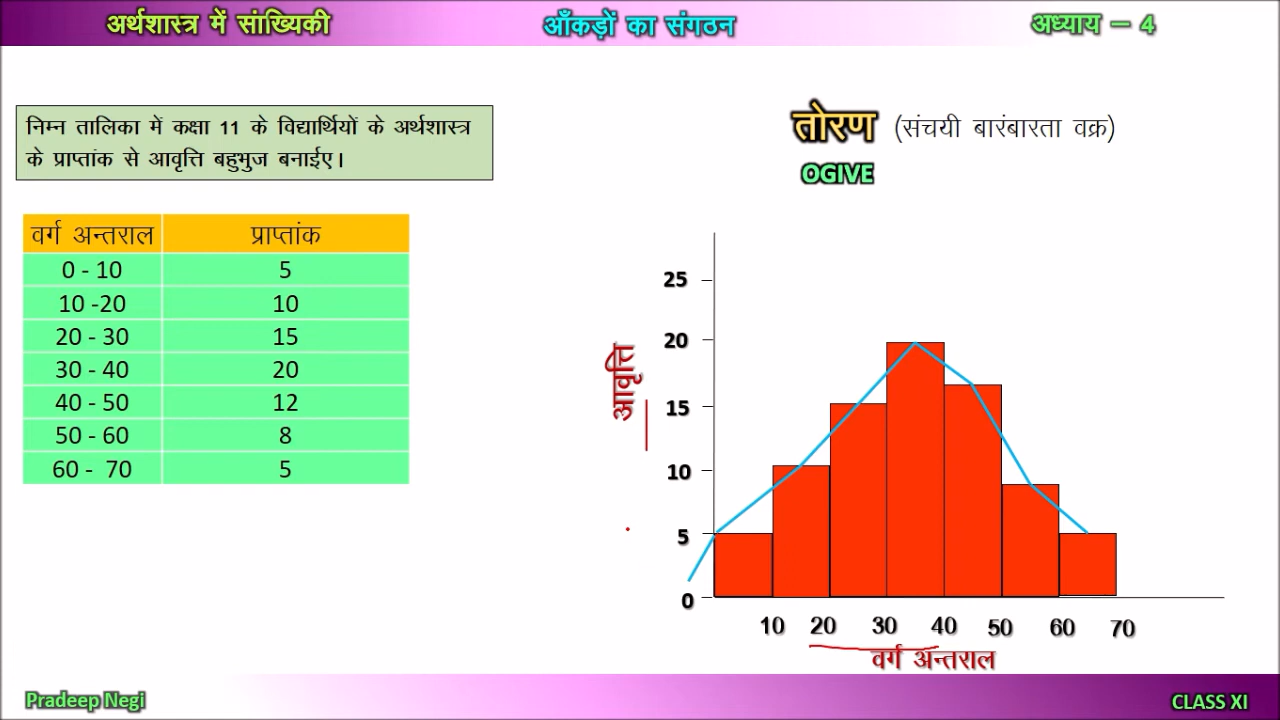 अर्थशास्त्र में सांख्यिकी
आँकड़ों का संगठन
अध्याय – 4
निम्न तालिका में कक्षा 11 के विद्यार्थियों के अर्थशास्त्र
के प्राप्तांक से आवृत्ति बहुभुज बनाईए।
तोरण (संचयी बारंबारता वक्र)
OGIVE
वर्ग अन्तराल प्राप्तांक
0 - 10 5
10 -20 10
20 - 30 15
30 - 40 20
40 - 50 12
50 - 60 8
60 - 70 5
आवृत्ति
25
20
15
10
5
0
10 20 30 40 50 60 70
वर्ग अन्तराल
Pradeep Negi
CLASS XI